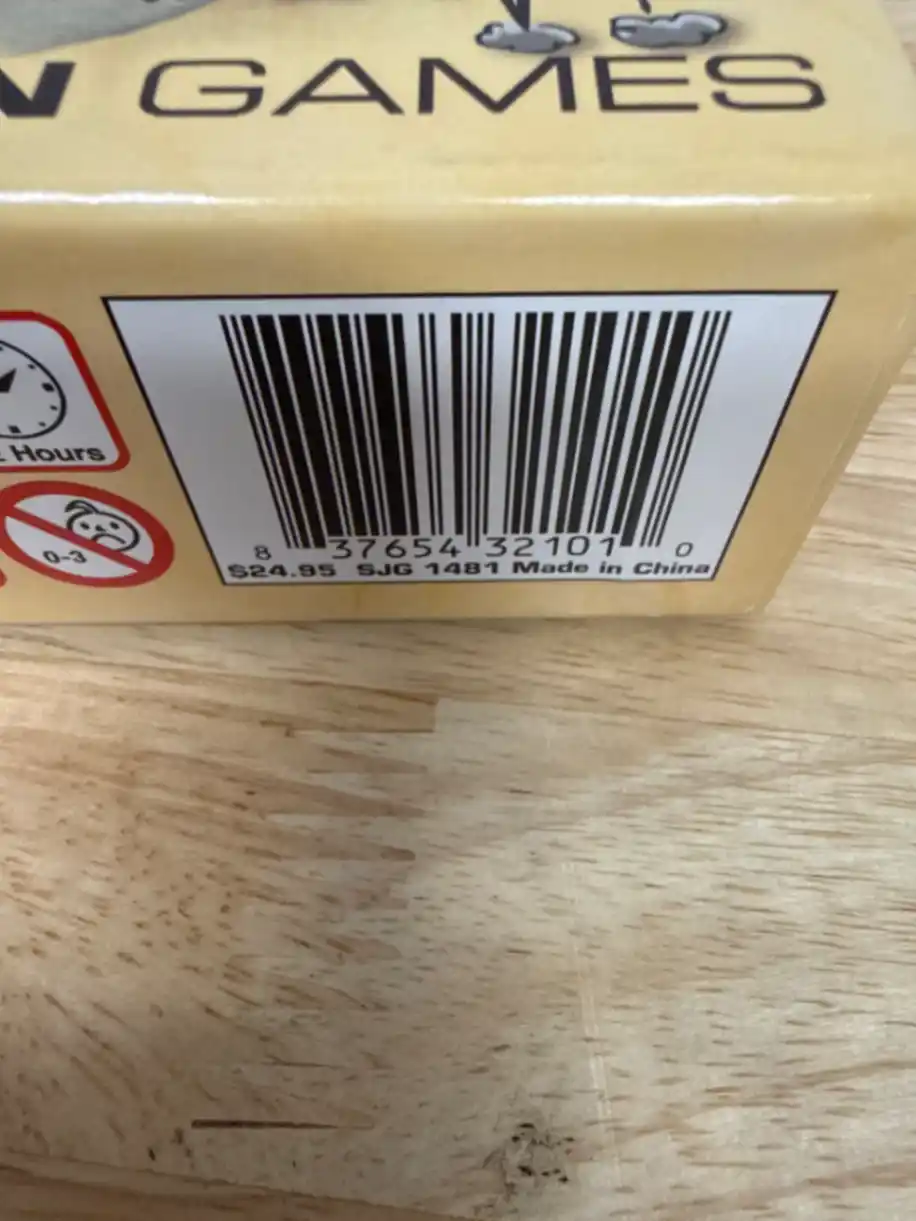 GAMES
Hours
0-3
8 37654 32101 0
$24.95 SJG 1481 Made in China